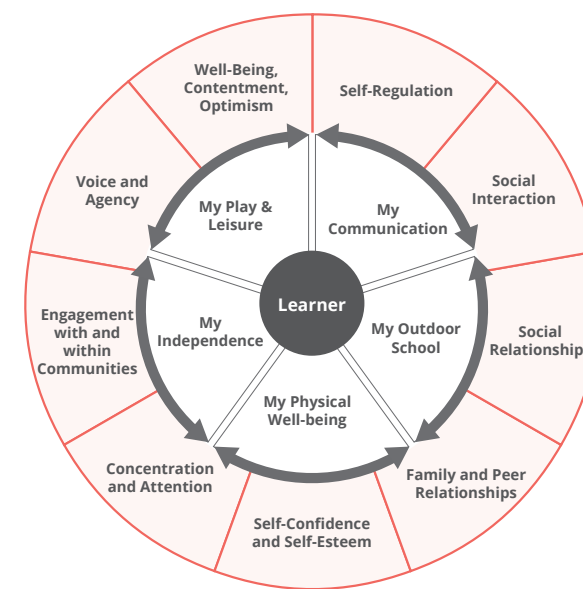 Well-Being,
Contentment,
Optimism
Self-Regulation
Social
Interaction
Social
Relationship
Family and Peer
Relationships
Self-Confidence
and Self-Esteem
Concentration
and Attention
Engagement
with and
within
Communities
Voice and
Agency
My Play &
Leisure
My
Communication
My Outdoor
School
My Physical
Well-being
My
Independence
Learner